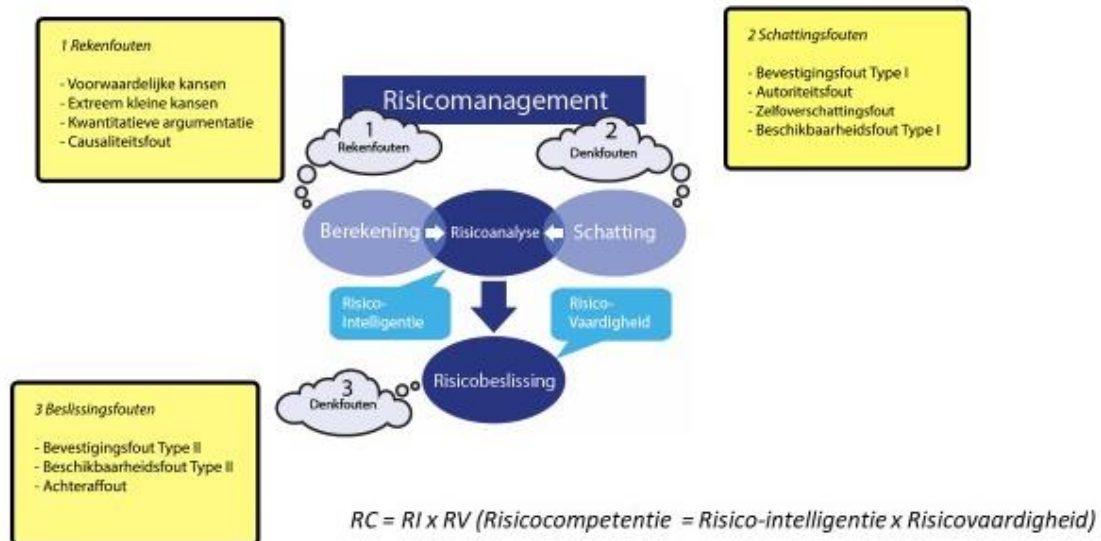 1 Rekenfouten
- Voorwaardelijke kansen
- Extreem kleine kansen
- Kwantitatieve argumentatie
- Causaliteitsfout
2 Schattingsfouten
- Bevestigingsfout Type I
- Autoriteitsfout
- Zelfoverschattingsfout
- Beschikbaarheidsfout Type I
Risicomanagement
1
Rekenfouten
2
Denkfouten
Berekening
Risicoanalyse
Schatting
Risico-
Intelligentie
Risico-
Vaardigheid
Risicobeslissing
3
Denkfouten
3 Beslissingsfouten
- Bevestigingsfout Type II
- Beschikbaarheidsfout Type II
- Achteraffout
RC = RI x RV (Risicocompetentie = Risico-intelligentie x Risicovaardigheid)